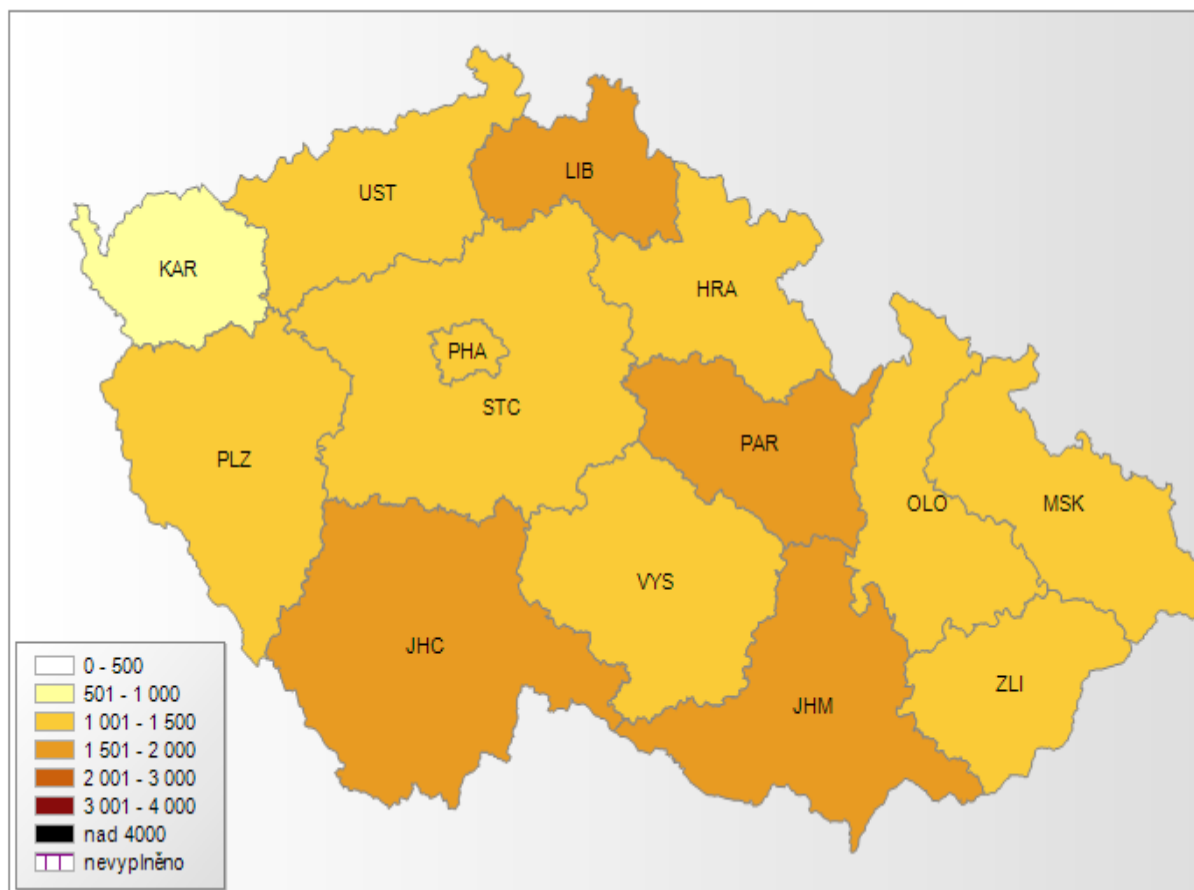 LIB
UST
KAR
HRA
PHA
STC
PAR
PLZ
OLO
MSK
VYS
JHC
ZLI
JHM
0 - 500
501 - 1 000
1 001 - 1 500
1 501 - 2 000
2 001 - 3 000
3 001 - 4 000
nad 4000
nevyplněno